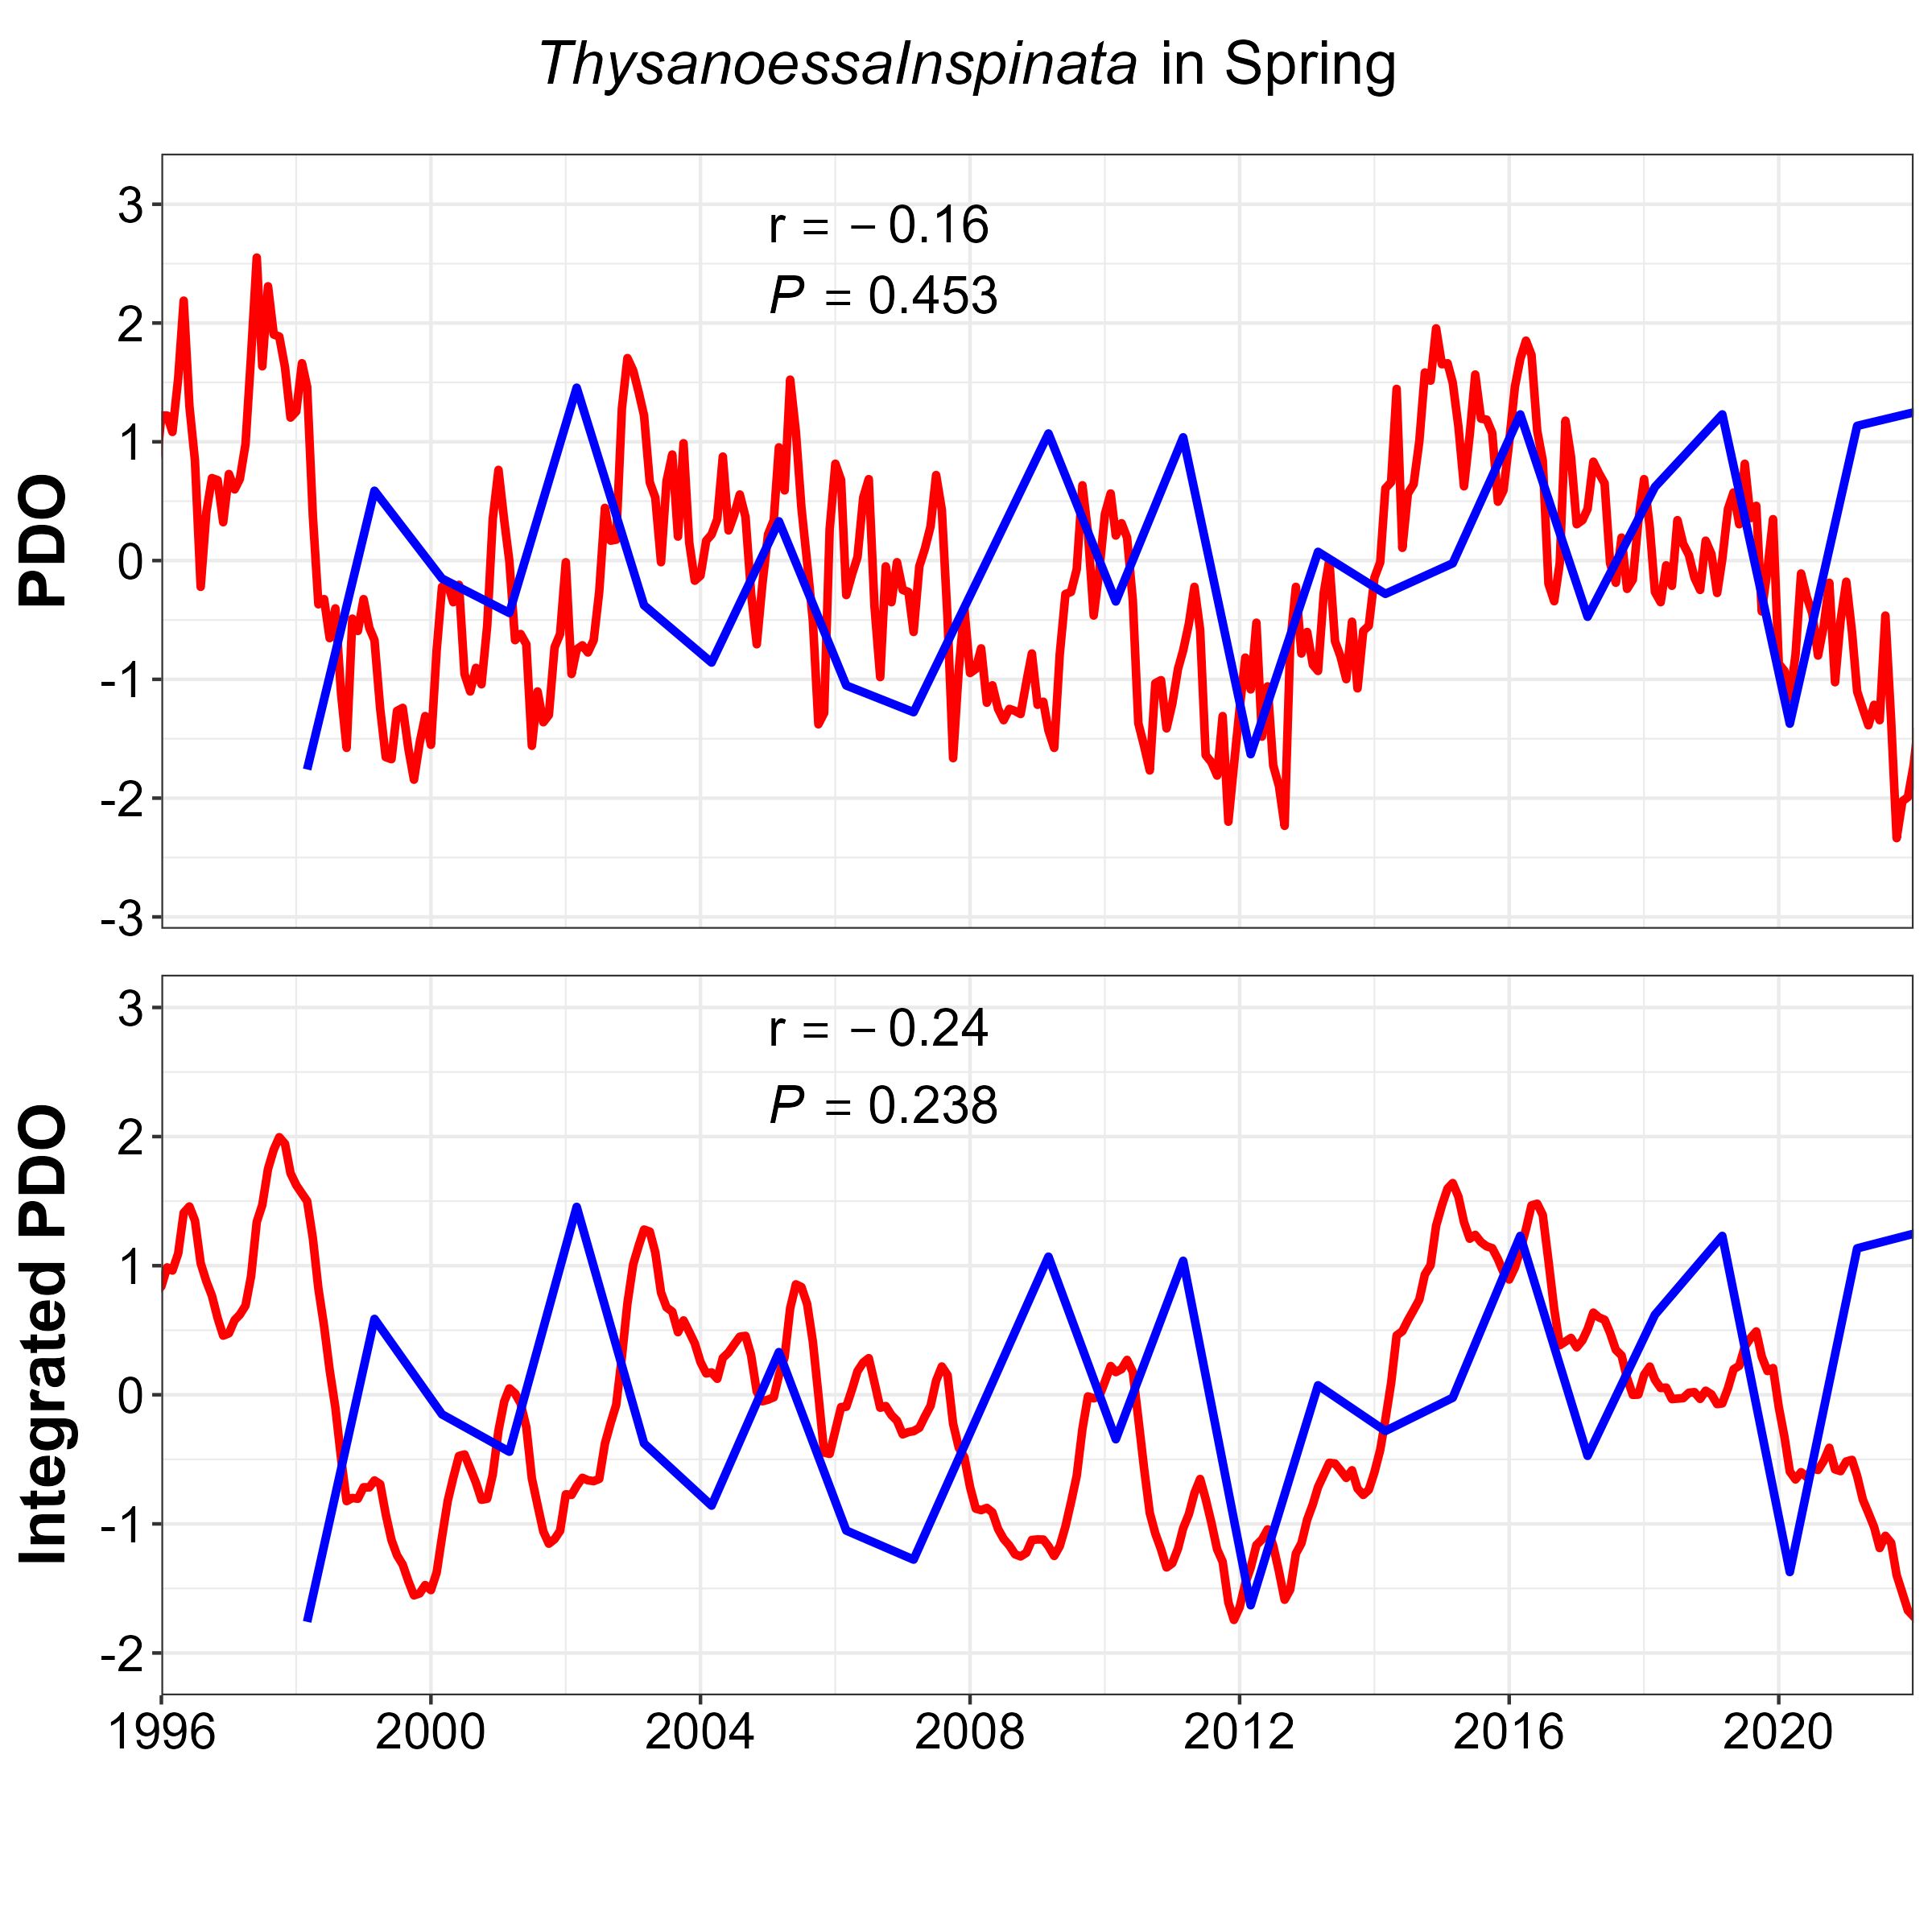 ThysanoessaInspinata in Spring
PDO
3
2
1
0
-1
-2
-3
r = − 0.16
P = 0.453
Integrated PDO
3
2
1
0
-1
-2
r = − 0.24
P = 0.238
1996 2000 2004 2008 2012 2016 2020